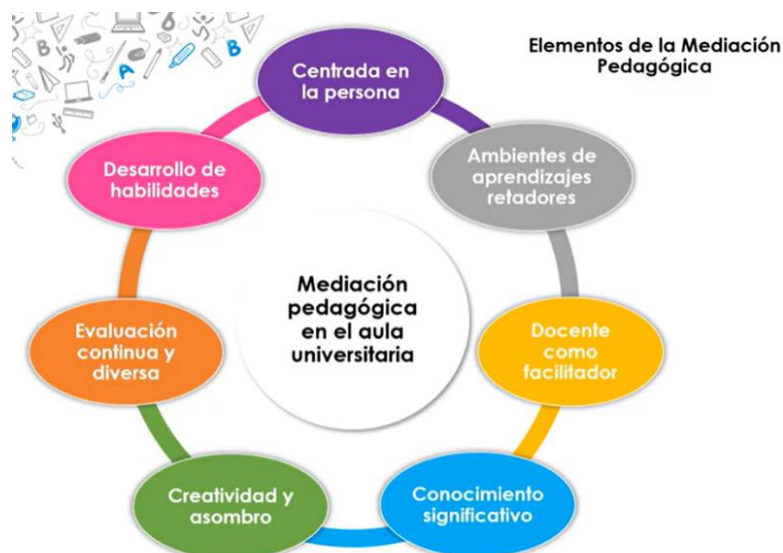 Elementos de la Mediación
Pedagógica
Centrada en
la persona
Ambientes de
aprendizajes
retadores
Docente
como
facilitador
Conocimiento
significativo
Creatividad y
asombro
Evaluación
continua y
diversa
Desarrollo de
habilidades
Mediación
pedagógica
en el aula
universitaria
B
A
B